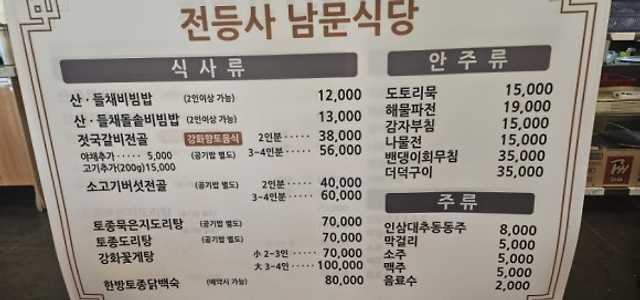 전등사 남문식당
식사류
산·들채비빔밥 (2인이상 가능) 12,000
산·들채돌솥비빔밥 (2인이상 가능) 13,000
젓국갈비전골 강화향토음식 2인분····· 38,000
야채추가····· 5,000 (공기밥 별도) 3~4인분····· 56,000
고기추가(200g)15,000
소고기버섯전골 (공기밥 별도) 2인분····· 40,000
3~4인분····· 60,000
토종묵은지도리탕 (공기밥 별도) 70,000
토종도리탕 (공기밥 별도) 70,000
강화꽃게탕 小 2~3인 70,000
大 3~4인 100,000
한방토종닭백숙 (예약시 가능) 80,000
안주류
도토리묵 15,000
해물파전 19,000
감자부침 15,000
나물전 15,000
밴댕이회무침 35,000
더덕구이 35,000
주류
인삼대추동동주 8,000
막걸리 5,000
소주 5,000
맥주 5,000
음료수 2,000